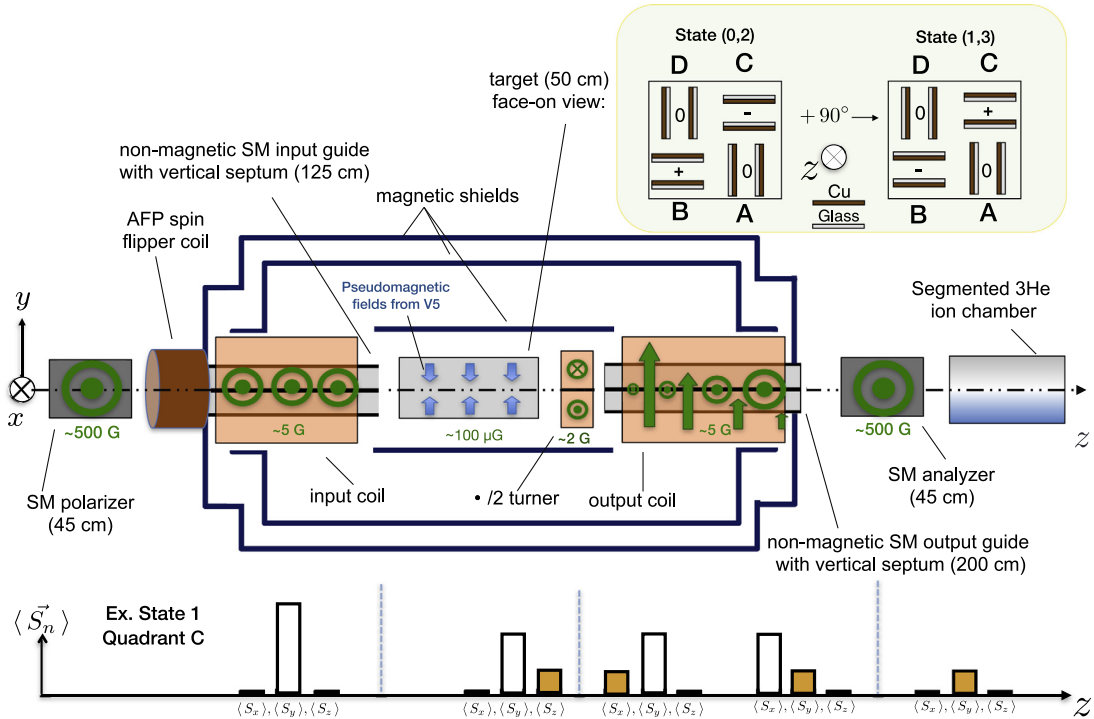 State (0,2)
State (1,3)
D C
D C
0
-
+
0
+ 90° →
z
Cu
Glass
0
+
-
0
B A
B A
target (50 cm)
face-on view:
non-magnetic SM input guide
with vertical septum (125 cm)
magnetic shields
AFP spin
flipper coil
Pseudomagnetic
fields from V5
Segmented 3He
ion chamber
y
x
z
~500 G
~5 G
~100 µG
~2 G
~5 G
~500 G
SM polarizer
(45 cm)
input coil
• /2 turner
output coil
SM analyzer
(45 cm)
non-magnetic SM output guide
with vertical septum (200 cm)
⟨ S⃗n ⟩
Ex. State 1
Quadrant C
⟨Sx⟩, ⟨Sy⟩, ⟨Sz⟩
⟨Sx⟩, ⟨Sy⟩, ⟨Sz⟩
⟨Sx⟩, ⟨Sy⟩, ⟨Sz⟩
⟨Sx⟩, ⟨Sy⟩, ⟨Sz⟩
⟨Sx⟩, ⟨Sy⟩, ⟨Sz⟩
z